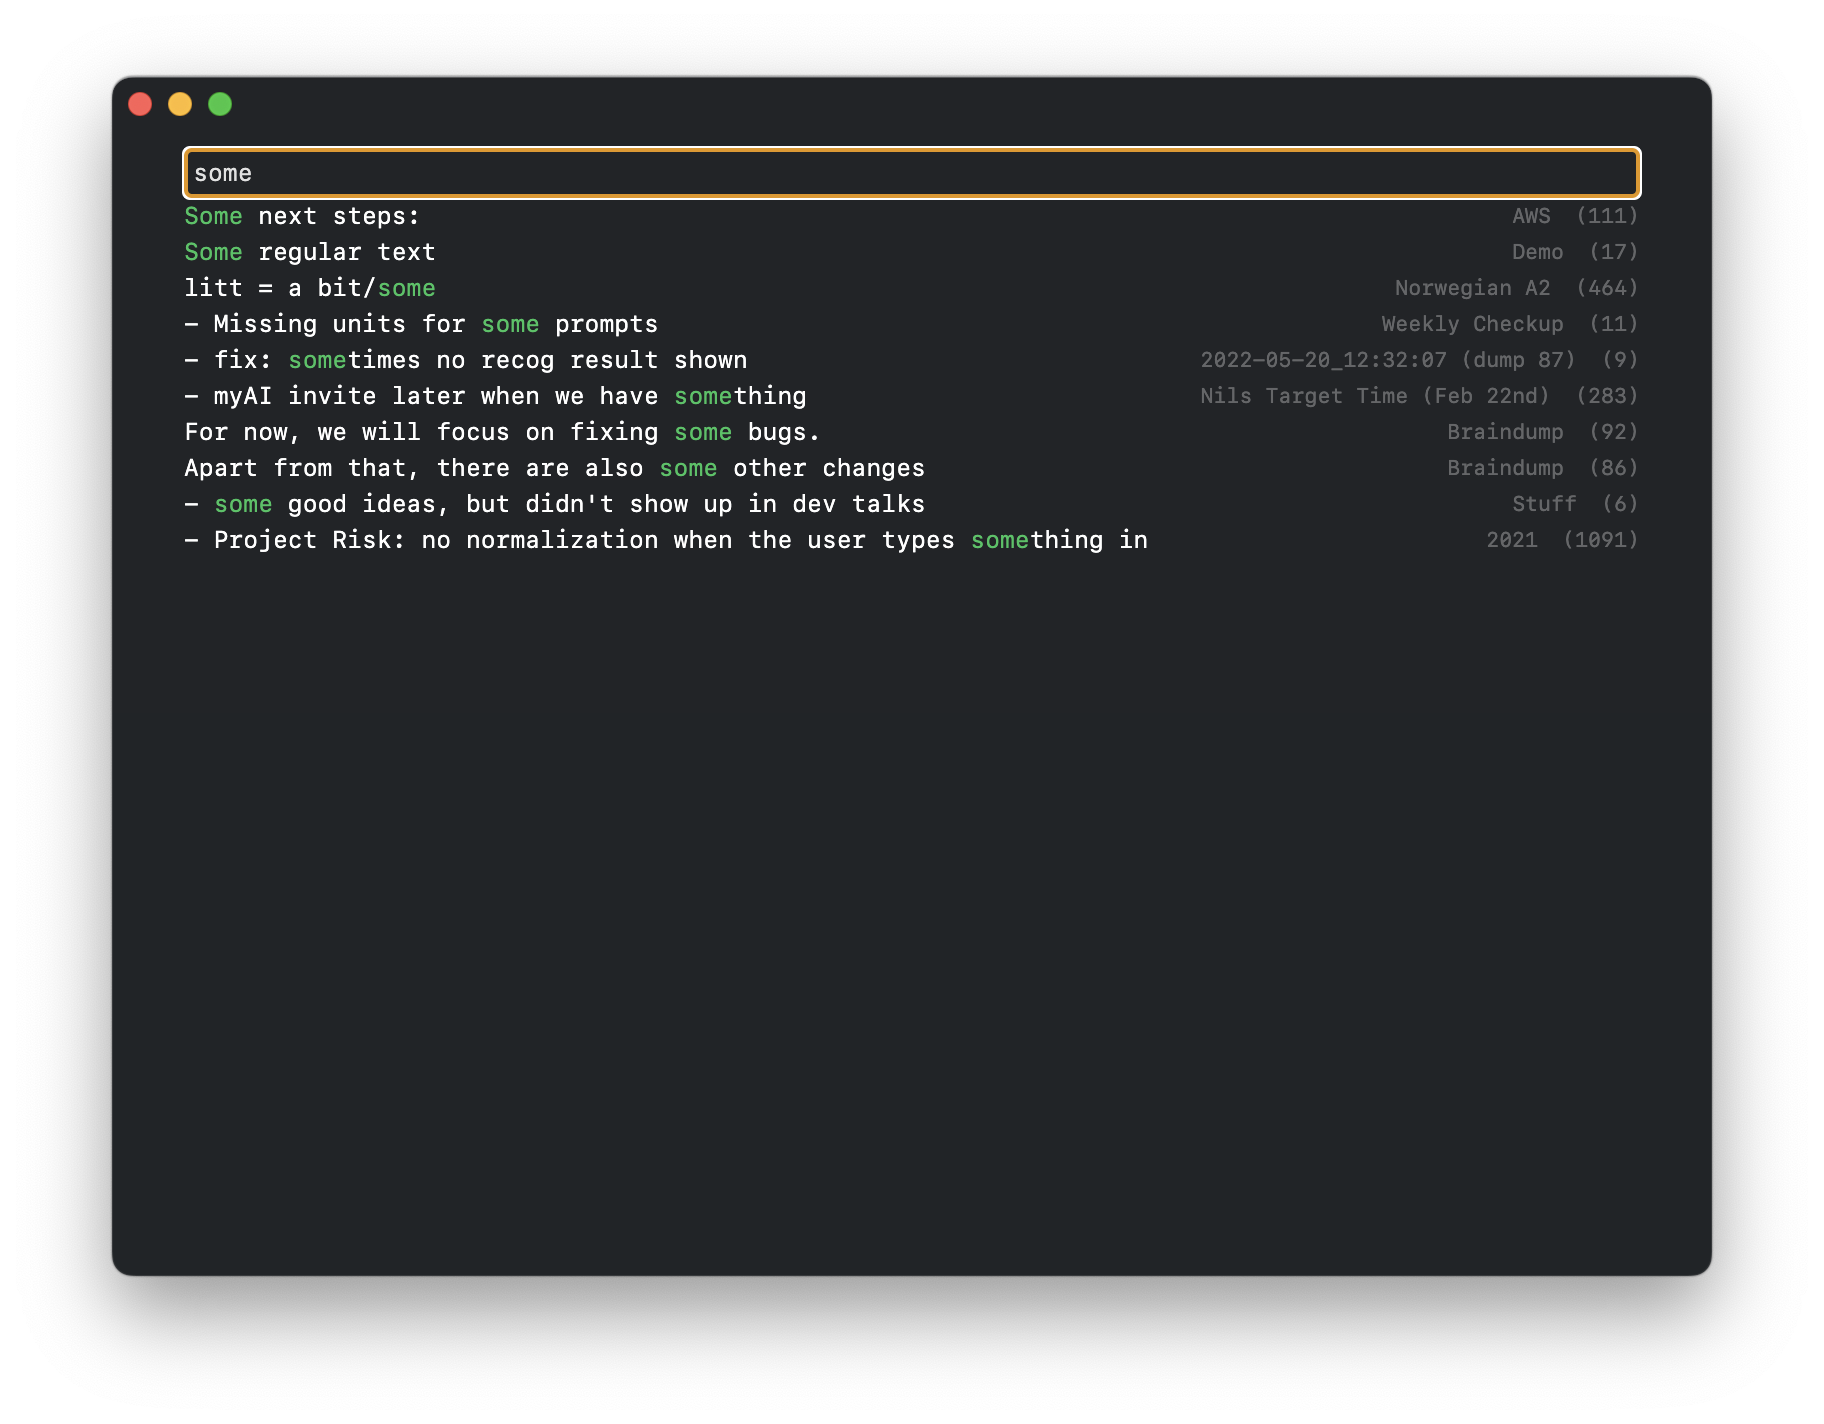 some
Some next steps: AWS (111)
Some regular text Demo (17)
litt = a bit/some Norwegian A2 (464)
– Missing units for some prompts Weekly Checkup (11)
– fix: sometimes no recog result shown 2022–05–20_12:32:07 (dump 87) (9)
– myAI invite later when we have something Nils Target Time (Feb 22nd) (283)
For now, we will focus on fixing some bugs. Braindump (92)
Apart from that, there are also some other changes Braindump (86)
– some good ideas, but didn't show up in dev talks Stuff (6)
– Project Risk: no normalization when the user types something in 2021 (1091)